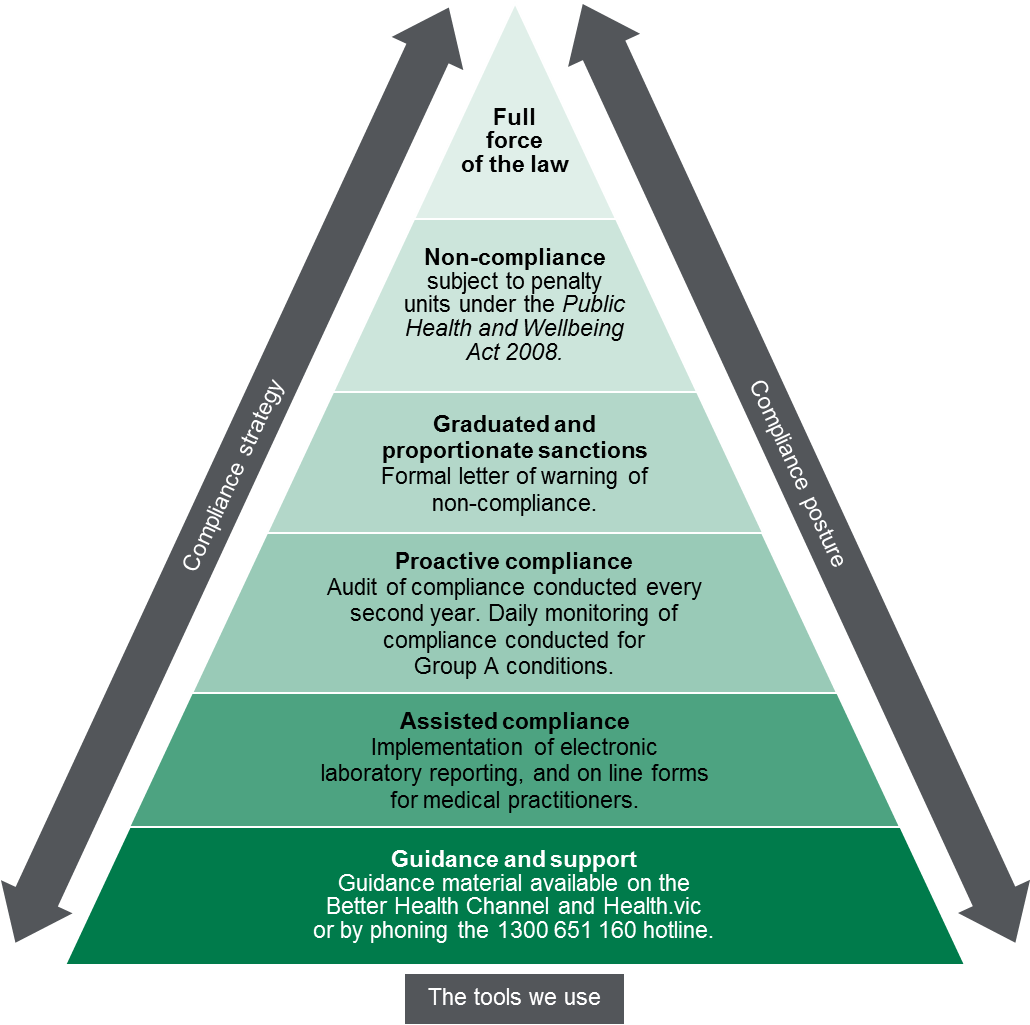 Full
force
of the law
Non-compliance
subject to penalty
units under the Public
Health and Wellbeing
Act 2008.
Graduated and
proportionate sanctions
Formal letter of warning of
non-compliance.
Proactive compliance
Audit of compliance conducted every
second year. Daily monitoring of
compliance conducted for
Group A conditions.
Assisted compliance
Implementation of electronic
laboratory reporting, and on line forms
for medical practitioners.
Guidance and support
Guidance material available on the
Better Health Channel and Health.vic
or by phoning the 1300 651 160 hotline.
Compliance strategy
Compliance posture
The tools we use